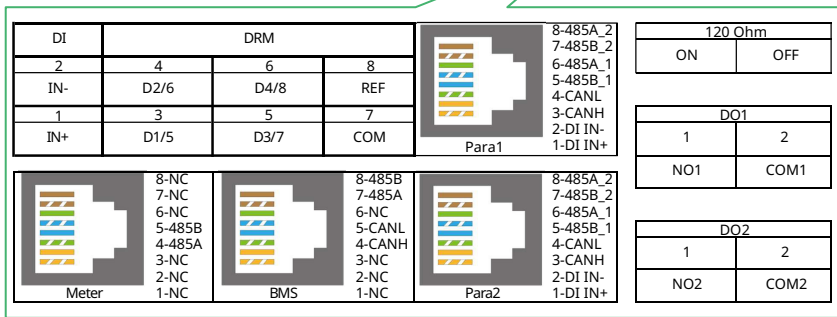 DI DRM
2 4 6 8
IN- D2/6 D4/8 REF
1 3 5 7
IN+ D1/5 D3/7 COM
8-485A_2
7-485B_2
6-485A_1
5-485B_1
4-CANL
3-CANH
2-DI IN-
1-DI IN+
Para1
120 Ohm
ON OFF
DO1
1 2
NO1 COM1
8-NC
7-NC
6-NC
5-485B
4-485A
3-NC
2-NC
1-NC
Meter
8-485B
7-485A
6-NC
5-CANL
4-CANH
3-NC
2-NC
1-NC
BMS
8-485A_2
7-485B_2
6-485A_1
5-485B_1
4-CANL
3-CANH
2-DI IN-
1-DI IN+
Para2
DO2
1 2
NO2 COM2